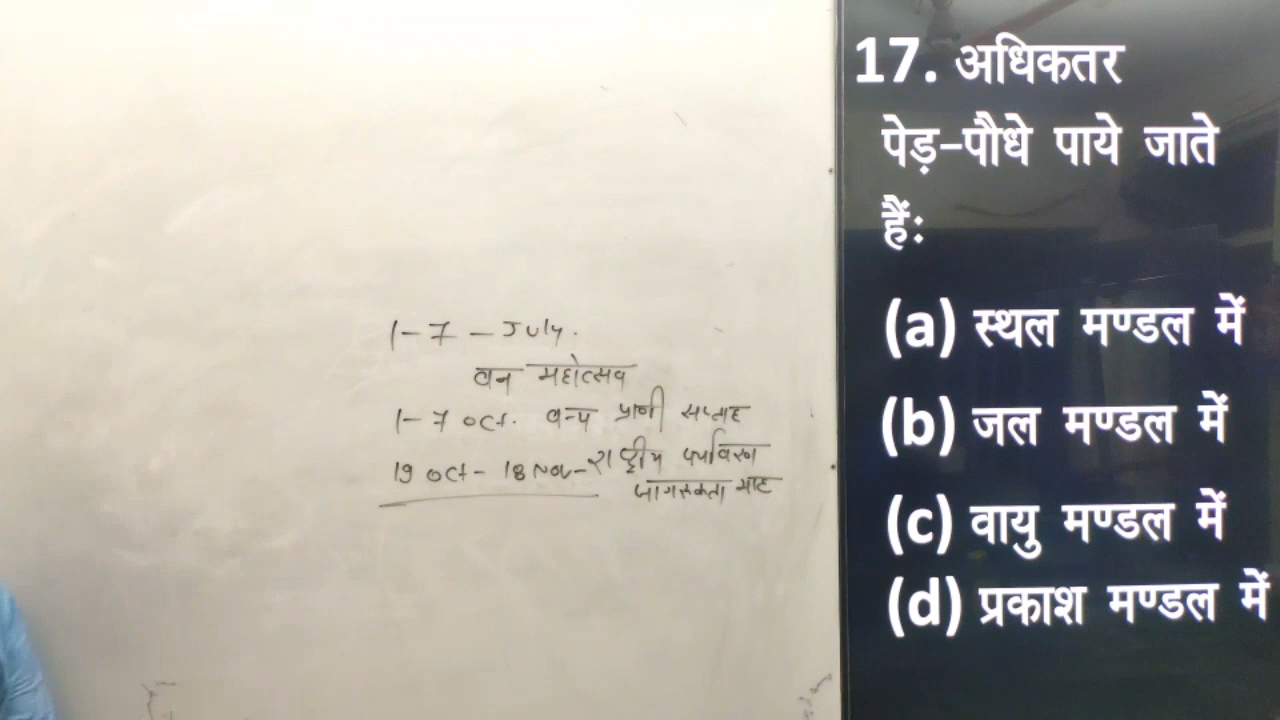 1-7 - July.
वन महोत्सव
1-7 oct. वन्य प्राणी सप्ताह
19 oct - 18 Nov - राष्ट्रीय पर्यावरण
जागरूकता माह
17. अधिकतर
पेड़-पौधे पाये जाते
हैं:
(a) स्थल मण्डल में
(b) जल मण्डल में
(c) वायु मण्डल में
(d) प्रकाश मण्डल में